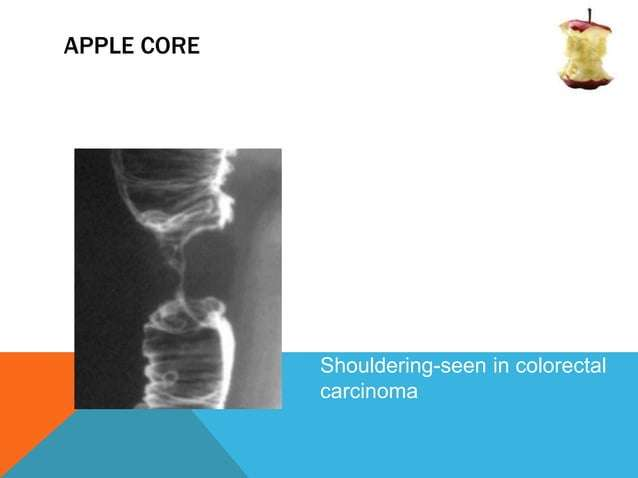 APPLE CORE
Shouldering-seen in colorectal
carcinoma